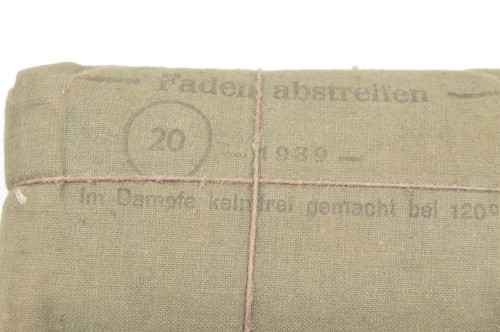 — Faden abstreifen —
20 — 1939 —
Im Dampfe keimfrei gemacht bei 120°